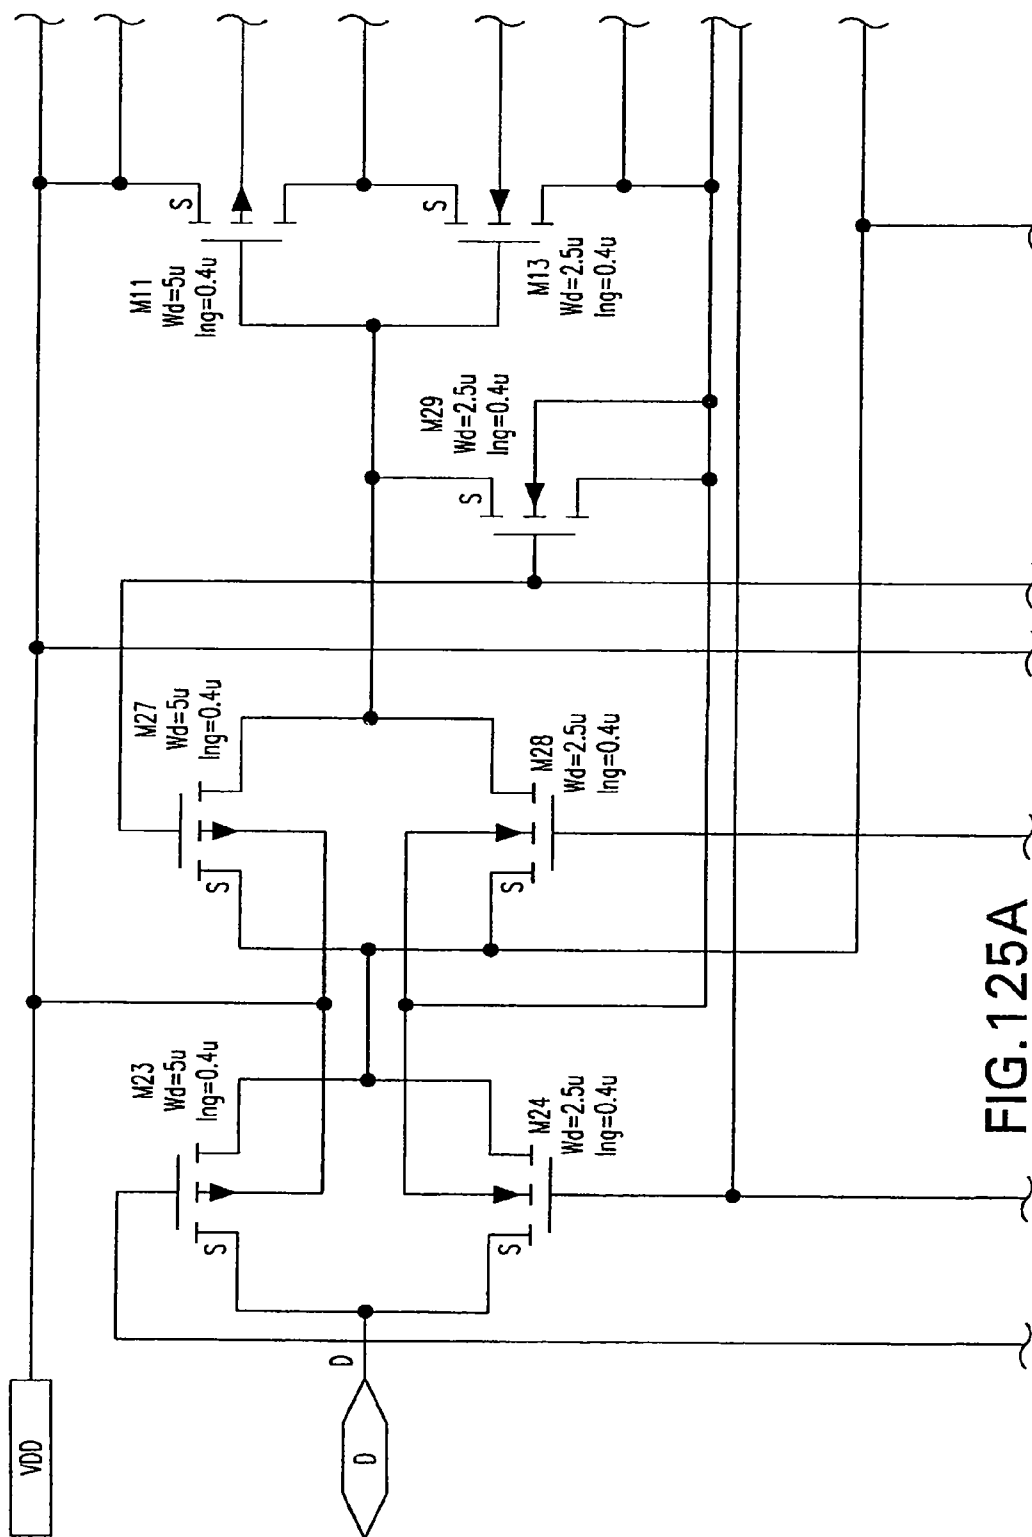 VDD
D
D
M23
Wd=5u
lng=0.4u
S
M24
Wd=2.5u
lng=0.4u
S
M27
Wd=5u
lng=0.4u
S
M28
Wd=2.5u
lng=0.4u
S
M29
Wd=2.5u
lng=0.4u
S
M11
Wd=5u
lng=0.4u
S
M13
Wd=2.5u
lng=0.4u
S
FIG.125A